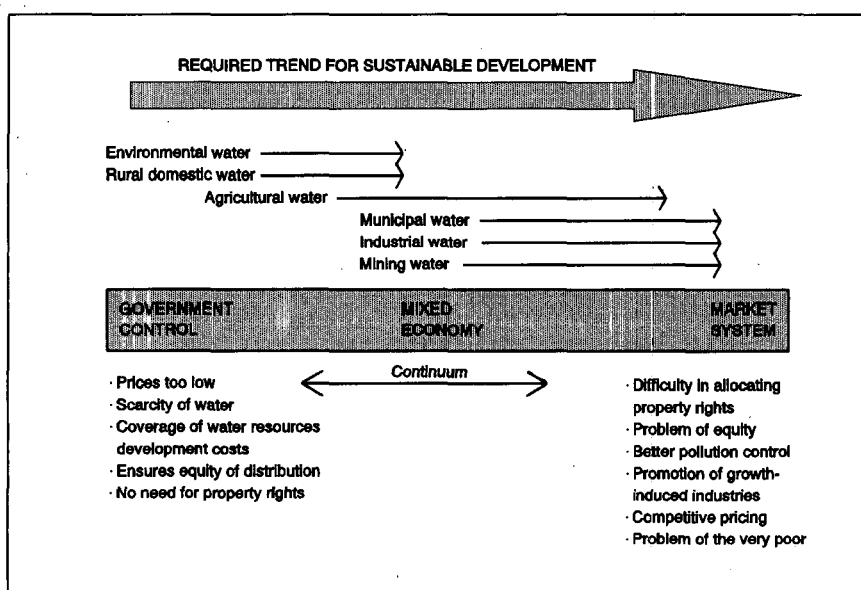 REQUIRED TREND FOR SUSTAINABLE DEVELOPMENT
Environmental water
Rural domestic water
Agricultural water
Municipal water
Industrial water
Mining water
GOVERNMENT
CONTROL
MIXED
ECONOMY
MARKET
SYSTEM
Continuum
· Prices too low
· Scarcity of water
· Coverage of water resources
development costs
· Ensures equity of distribution
· No need for property rights
· Difficulty in allocating
property rights
· Problem of equity
· Better pollution control
· Promotion of growth-
induced industries
· Competitive pricing
· Problem of the very poor